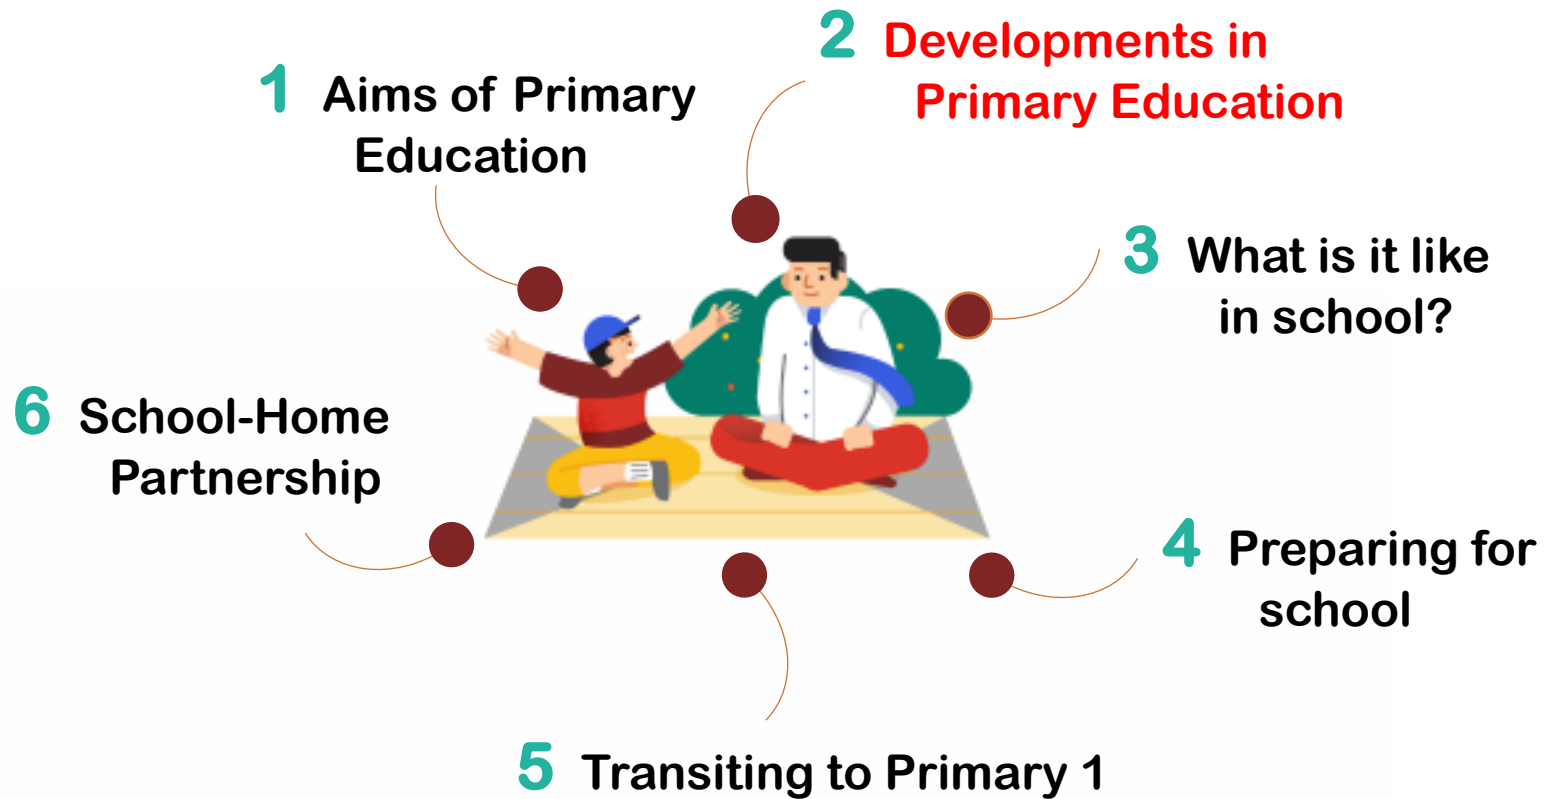 1 Aims of Primary
Education
2 Developments in
Primary Education
3 What is it like
in school?
4 Preparing for
school
5 Transiting to Primary 1
6 School-Home
Partnership